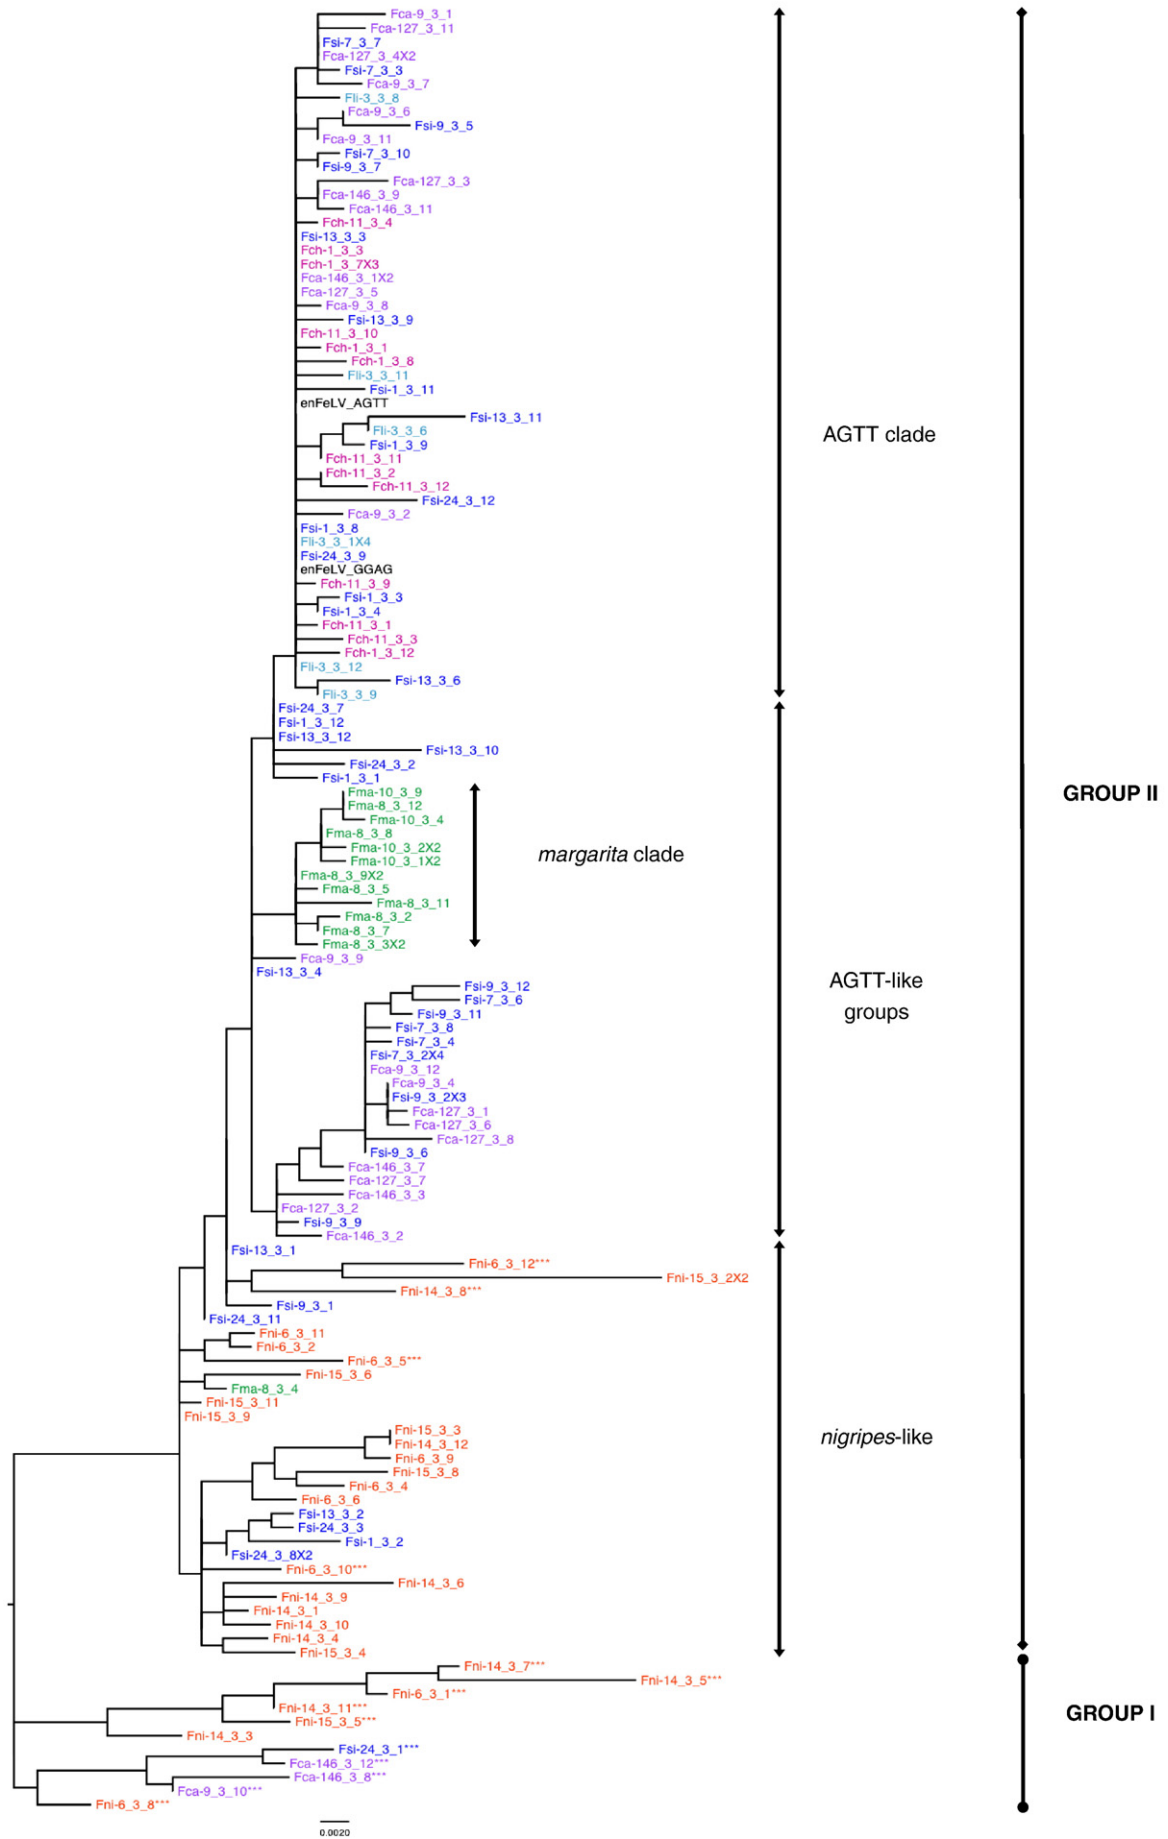 Fca-9_3_1
Fca-127_3_11
Fsi-7_3_7
Fca-127_3_4X2
Fsi-7_3_3
Fca-9_3_7
Fli-3_3_8
Fca-9_3_6
Fsi-9_3_5
Fca-9_3_11
Fsi-7_3_10
Fsi-9_3_7
Fca-127_3_3
Fca-146_3_9
Fca-146_3_11
Fch-11_3_4
Fsi-13_3_3
Fch-1_3_3
Fch-1_3_7X3
Fca-146_3_1X2
Fca-127_3_5
Fca-9_3_8
Fsi-13_3_9
Fch-11_3_10
Fch-1_3_1
Fch-1_3_8
Fli-3_3_11
Fsi-1_3_11
enFeLV_AGTT
Fsi-13_3_11
Fli-3_3_6
AGTT clade
Fsi-1_3_9
Fch-11_3_11
Fch-11_3_2
Fch-11_3_12
Fsi-24_3_12
Fca-9_3_2
Fsi-1_3_8
Fli-3_3_1X4
Fsi-24_3_9
enFeLV_GGAG
Fch-11_3_9
Fsi-1_3_3
Fsi-1_3_4
Fch-11_3_1
Fch-11_3_3
Fch-1_3_12
Fli-3_3_12
Fsi-13_3_6
Fli-3_3_9
Fsi-24_3_7
Fsi-1_3_12
Fsi-13_3_12
Fsi-13_3_10
Fsi-24_3_2
Fsi-1_3_1
Fma-10_3_9
GROUP II
Fma-8_3_12
Fma-10_3_4
Fma-8_3_8
Fma-10_3_2X2
margarita clade
Fma-10_3_1X2
Fma-8_3_9X2
Fma-8_3_5
Fma-8_3_11
Fma-8_3_2
Fma-8_3_7
Fma-8_3_3X2
Fca-9_3_9
Fsi-13_3_4
AGTT-like
groups
Fsi-9_3_12
Fsi-7_3_6
Fsi-9_3_11
Fsi-7_3_8
Fsi-7_3_4
Fsi-7_3_2X4
Fca-9_3_12
Fca-9_3_4
Fsi-9_3_2X3
Fca-127_3_1
Fca-127_3_6
Fca-127_3_8
Fsi-9_3_6
Fca-146_3_7
Fca-127_3_7
Fca-146_3_3
Fca-127_3_2
Fsi-9_3_9
Fca-146_3_2
Fsi-13_3_1
Fni-6_3_12***
Fni-15_3_2X2
Fni-14_3_8***
Fsi-9_3_1
Fsi-24_3_11
Fni-6_3_11
Fni-6_3_2
Fni-6_3_5***
Fni-15_3_6
Fma-8_3_4
Fni-15_3_11
Fni-15_3_9
Fni-15_3_3
nigripes-like
Fni-14_3_12
Fni-6_3_9
Fni-15_3_8
Fni-6_3_4
Fni-6_3_6
Fsi-13_3_2
Fsi-24_3_3
Fsi-1_3_2
Fsi-24_3_8X2
Fni-6_3_10***
Fni-14_3_6
Fni-14_3_9
Fni-14_3_1
Fni-14_3_10
Fni-14_3_4
Fni-15_3_4
Fni-14_3_7***
Fni-14_3_5***
Fni-6_3_1***
Fni-14_3_11***
GROUP I
Fni-15_3_5***
Fni-14_3_3
Fsi-24_3_1***
Fca-146_3_12***
Fca-146_3_8***
Fca-9_3_10***
Fni-6_3_8***
0.0020